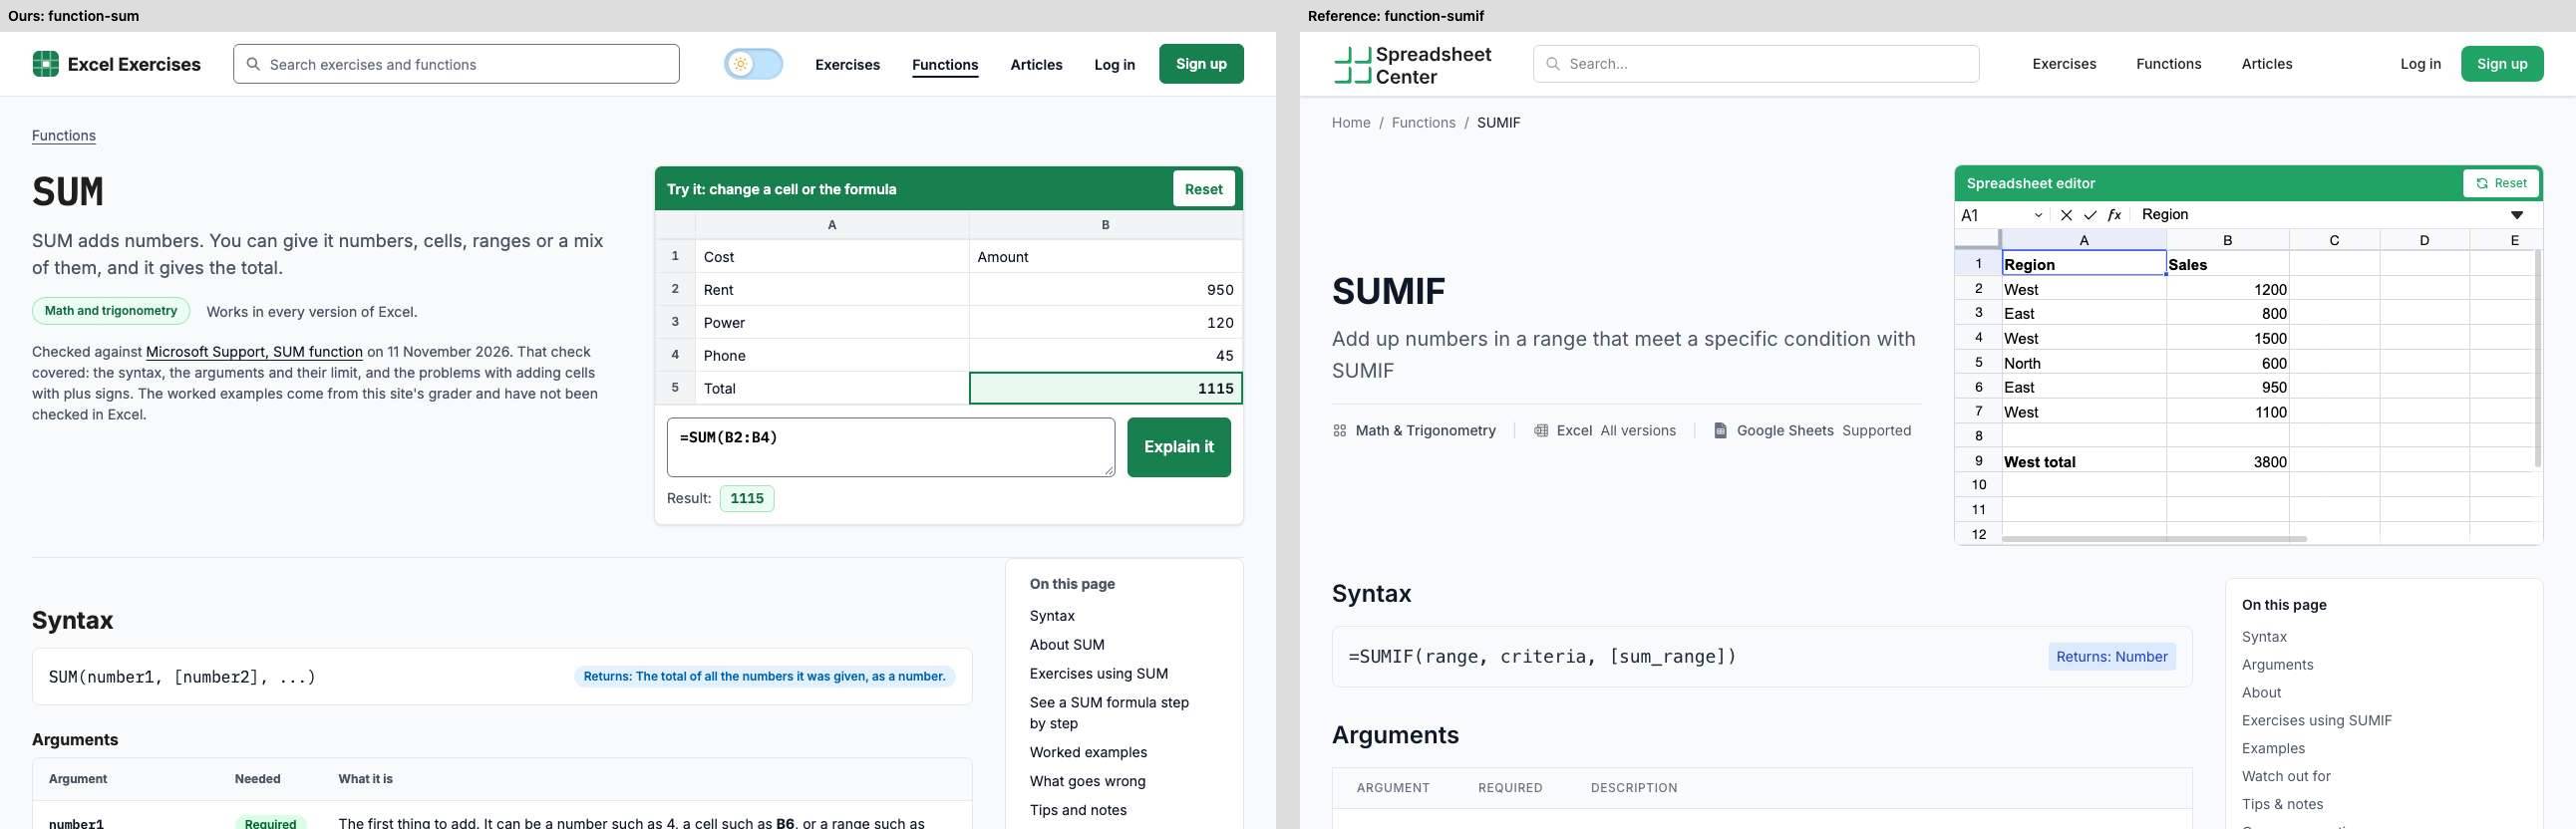 Ours: function-sum
Excel Exercises
Search exercises and functions
Exercises
Functions
Articles
Log in
Sign up
Functions
SUM
SUM adds numbers. You can give it numbers, cells, ranges or a mix
of them, and it gives the total.
Math and trigonometry
Works in every version of Excel.
Checked against Microsoft Support, SUM function on 11 November 2026. That check
covered: the syntax, the arguments and their limit, and the problems with adding cells
with plus signs. The worked examples come from this site's grader and have not been
checked in Excel.
Try it: change a cell or the formula
Reset
A B
1 Cost Amount
2 Rent 950
3 Power 120
4 Phone 45
5 Total 1115
=SUM(B2:B4)
Explain it
Result: 1115
Syntax
SUM(number1, [number2], ...)
Returns: The total of all the numbers it was given, as a number.
Arguments
Argument Needed What it is
number1 Required The first thing to add. It can be a number such as 4, a cell such as B6, or a range such as
On this page
Syntax
About SUM
Exercises using SUM
See a SUM formula step
by step
Worked examples
What goes wrong
Tips and notes
Reference: function-sumif
Spreadsheet
Center
Search...
Exercises
Functions
Articles
Log in
Sign up
Home / Functions / SUMIF
SUMIF
Add up numbers in a range that meet a specific condition with
SUMIF
Math & Trigonometry
Excel All versions
Google Sheets Supported
Spreadsheet editor
Reset
A1 fx Region
A B C D E
1 Region Sales
2 West 1200
3 East 800
4 West 1500
5 North 600
6 East 950
7 West 1100
8
9 West total 3800
10
11
12
Syntax
=SUMIF(range, criteria, [sum_range])
Returns: Number
Arguments
ARGUMENT REQUIRED DESCRIPTION
On this page
Syntax
Arguments
About
Exercises using SUMIF
Examples
Watch out for
Tips & notes